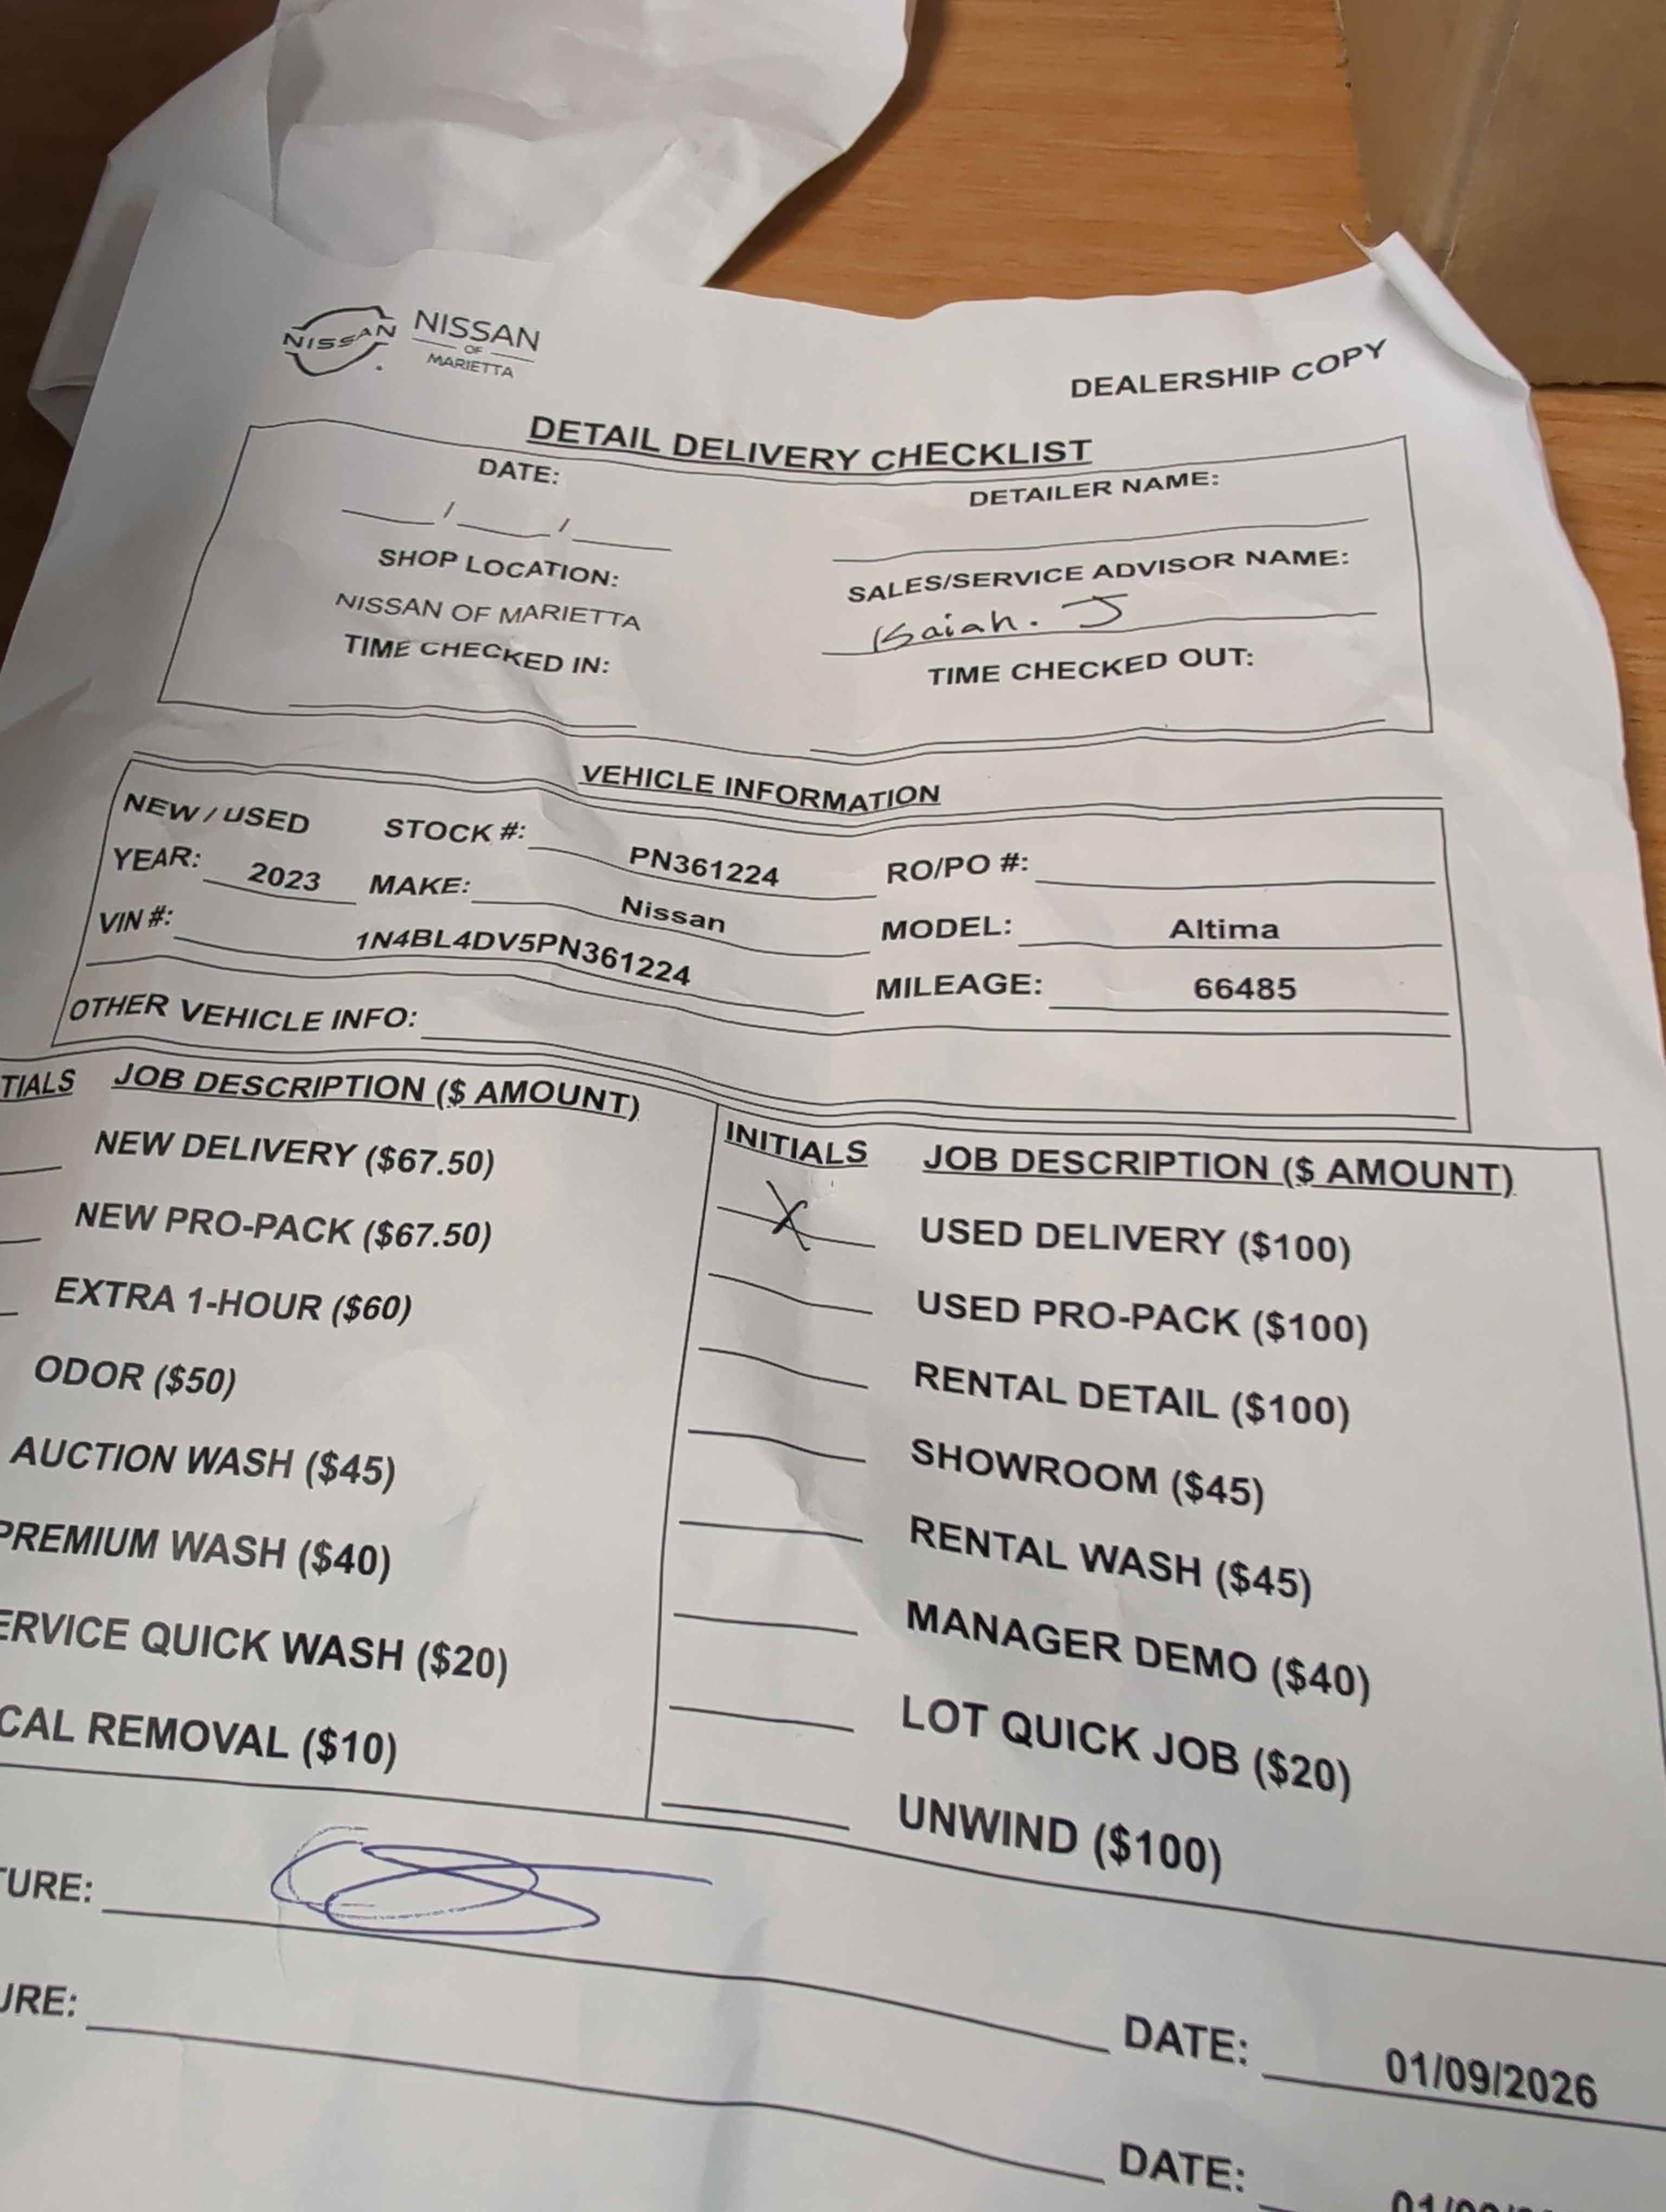 NISSAN
NISSAN
OF
MARIETTA
DEALERSHIP COPY
DETAIL DELIVERY CHECKLIST
DATE: DETAILER NAME:
/ /
SHOP LOCATION: SALES/SERVICE ADVISOR NAME:
NISSAN OF MARIETTA Isaiah. J
TIME CHECKED IN: TIME CHECKED OUT:
VEHICLE INFORMATION
NEW / USED STOCK #: PN361224 RO/PO #:
YEAR: 2023 MAKE: Nissan MODEL: Altima
VIN #: 1N4BL4DV5PN361224 MILEAGE: 66485
OTHER VEHICLE INFO:
TIALS JOB DESCRIPTION ($ AMOUNT) INITIALS JOB DESCRIPTION ($ AMOUNT)
NEW DELIVERY ($67.50) X USED DELIVERY ($100)
NEW PRO-PACK ($67.50) USED PRO-PACK ($100)
EXTRA 1-HOUR ($60) RENTAL DETAIL ($100)
ODOR ($50) SHOWROOM ($45)
AUCTION WASH ($45) RENTAL WASH ($45)
PREMIUM WASH ($40) MANAGER DEMO ($40)
ERVICE QUICK WASH ($20) LOT QUICK JOB ($20)
CAL REMOVAL ($10) UNWIND ($100)
TURE: DATE: 01/09/2026
URE: DATE: